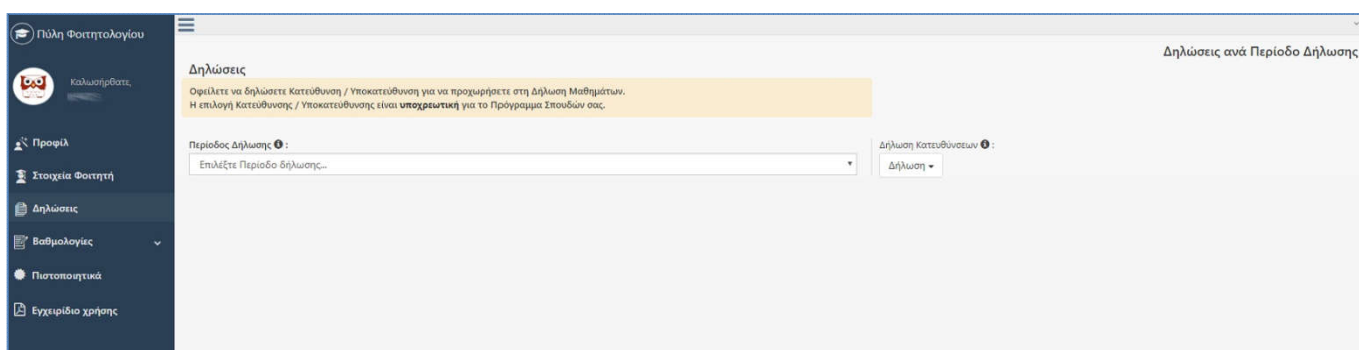 Πύλη Φοιτητολογίου
Καλωσήρθατε,
Προφίλ
Στοιχεία Φοιτητή
Δηλώσεις
Βαθμολογίες
Πιστοποιητικά
Εγχειρίδιο χρήσης
Δηλώσεις ανά Περίοδο Δήλωσης
Δηλώσεις
Οφείλετε να δηλώσετε Κατεύθυνση / Υποκατεύθυνση για να προχωρήσετε στη Δήλωση Μαθημάτων.
Η επιλογή Κατεύθυνσης / Υποκατεύθυνσης είναι υποχρεωτική για το Πρόγραμμα Σπουδών σας.
Περίοδος Δήλωσης :
Επιλέξτε Περίοδο δήλωσης...
Δήλωση Κατευθύνσεων :
Δήλωση